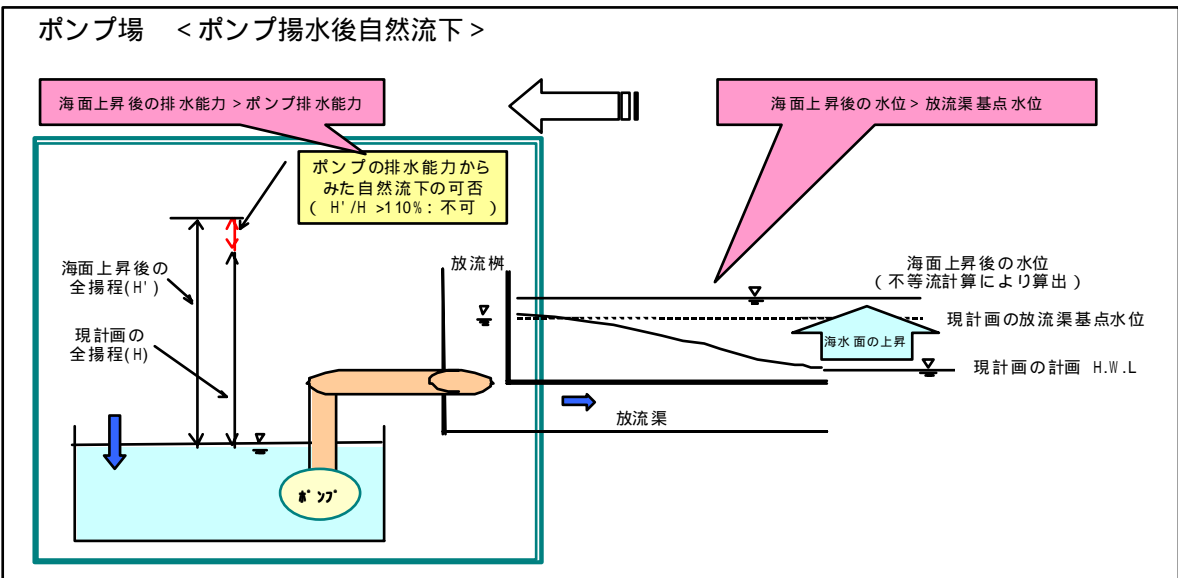 ポンプ場 <ポンプ揚水後自然流下>
海面上昇後の排水能力>ポンプ排水能力
海面上昇後の水位>放流渠基点水位
ポンプの排水能力から
みた自然流下の可否
( H'/H >110%:不可 )
海面上昇後の
全揚程(H')
現計画の
全揚程(H)
放流桝
海面上昇後の水位
(不等流計算により算出)
現計画の放流渠基点水位
海水面の上昇
現計画の計画 H.W.L
放流渠
ポンプ